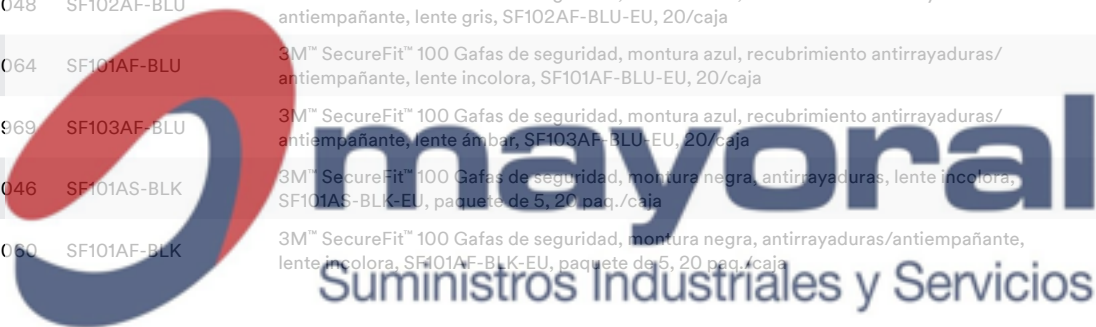 048 SF102AF-BLU
antiempañante, lente gris, SF102AF-BLU-EU, 20/caja
064 SF101AF-BLU 3M™ SecureFit™ 100 Gafas de seguridad, montura azul, recubrimiento antirrayaduras/
antiempañante, lente incolora, SF101AF-BLU-EU, 20/caja
969 SF103AF-BLU 3M™ SecureFit™ 100 Gafas de seguridad, montura azul, recubrimiento antirrayaduras/
antiempañante, lente ámbar, SF103AF-BLU-EU, 20/caja
046 SF101AS-BLK 3M™ SecureFit™ 100 Gafas de seguridad, montura negra, antirrayaduras, lente incolora,
SF101AS-BLK-EU, paquete de 5, 20 paq./caja
060 SF101AF-BLK 3M™ SecureFit™ 100 Gafas de seguridad, montura negra, antirrayaduras/antiempañante,
lente incolora, SF101AF-BLK-EU, paquete de 5, 20 paq./caja
mayoral
Suministros Industriales y Servicios